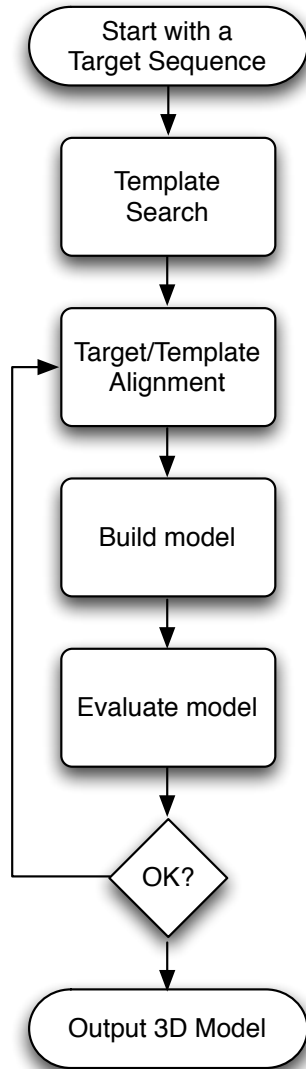 Start with a
Target Sequence
Template
Search
Target/Template
Alignment
Build model
Evaluate model
OK?
Output 3D Model